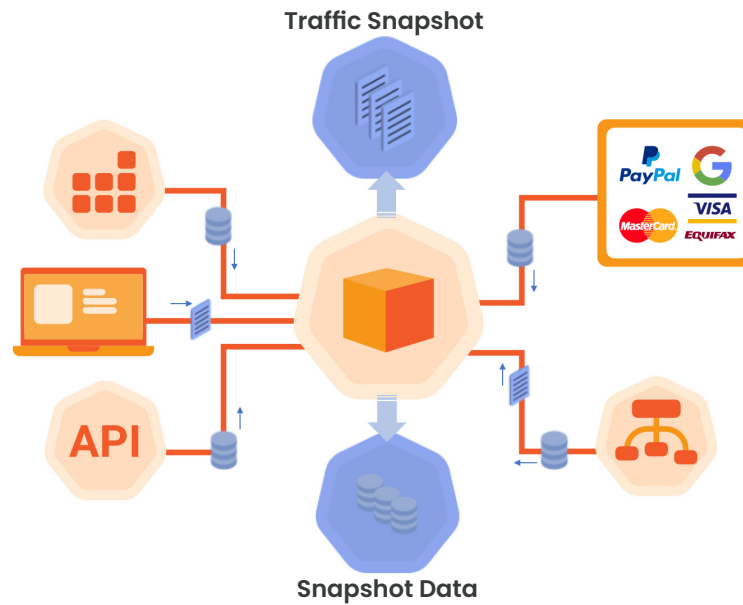 Traffic Snapshot
PayPal
VISA
MasterCard
EQUIFAX
API
Snapshot Data